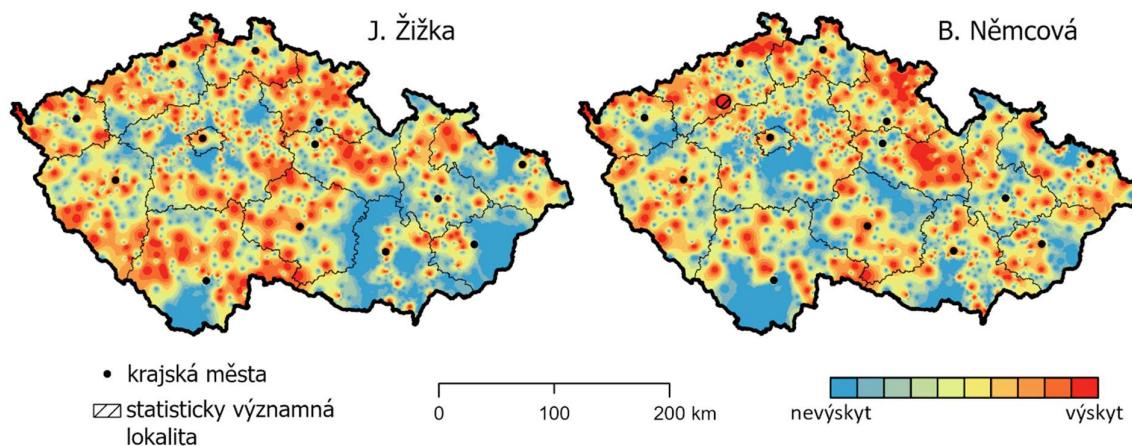 J. Žižka
B. Němcová
krajská města
statisticky významná
lokalita
0 100 200 km
nevýskyt výskyt